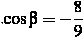 .cos β = -8/9